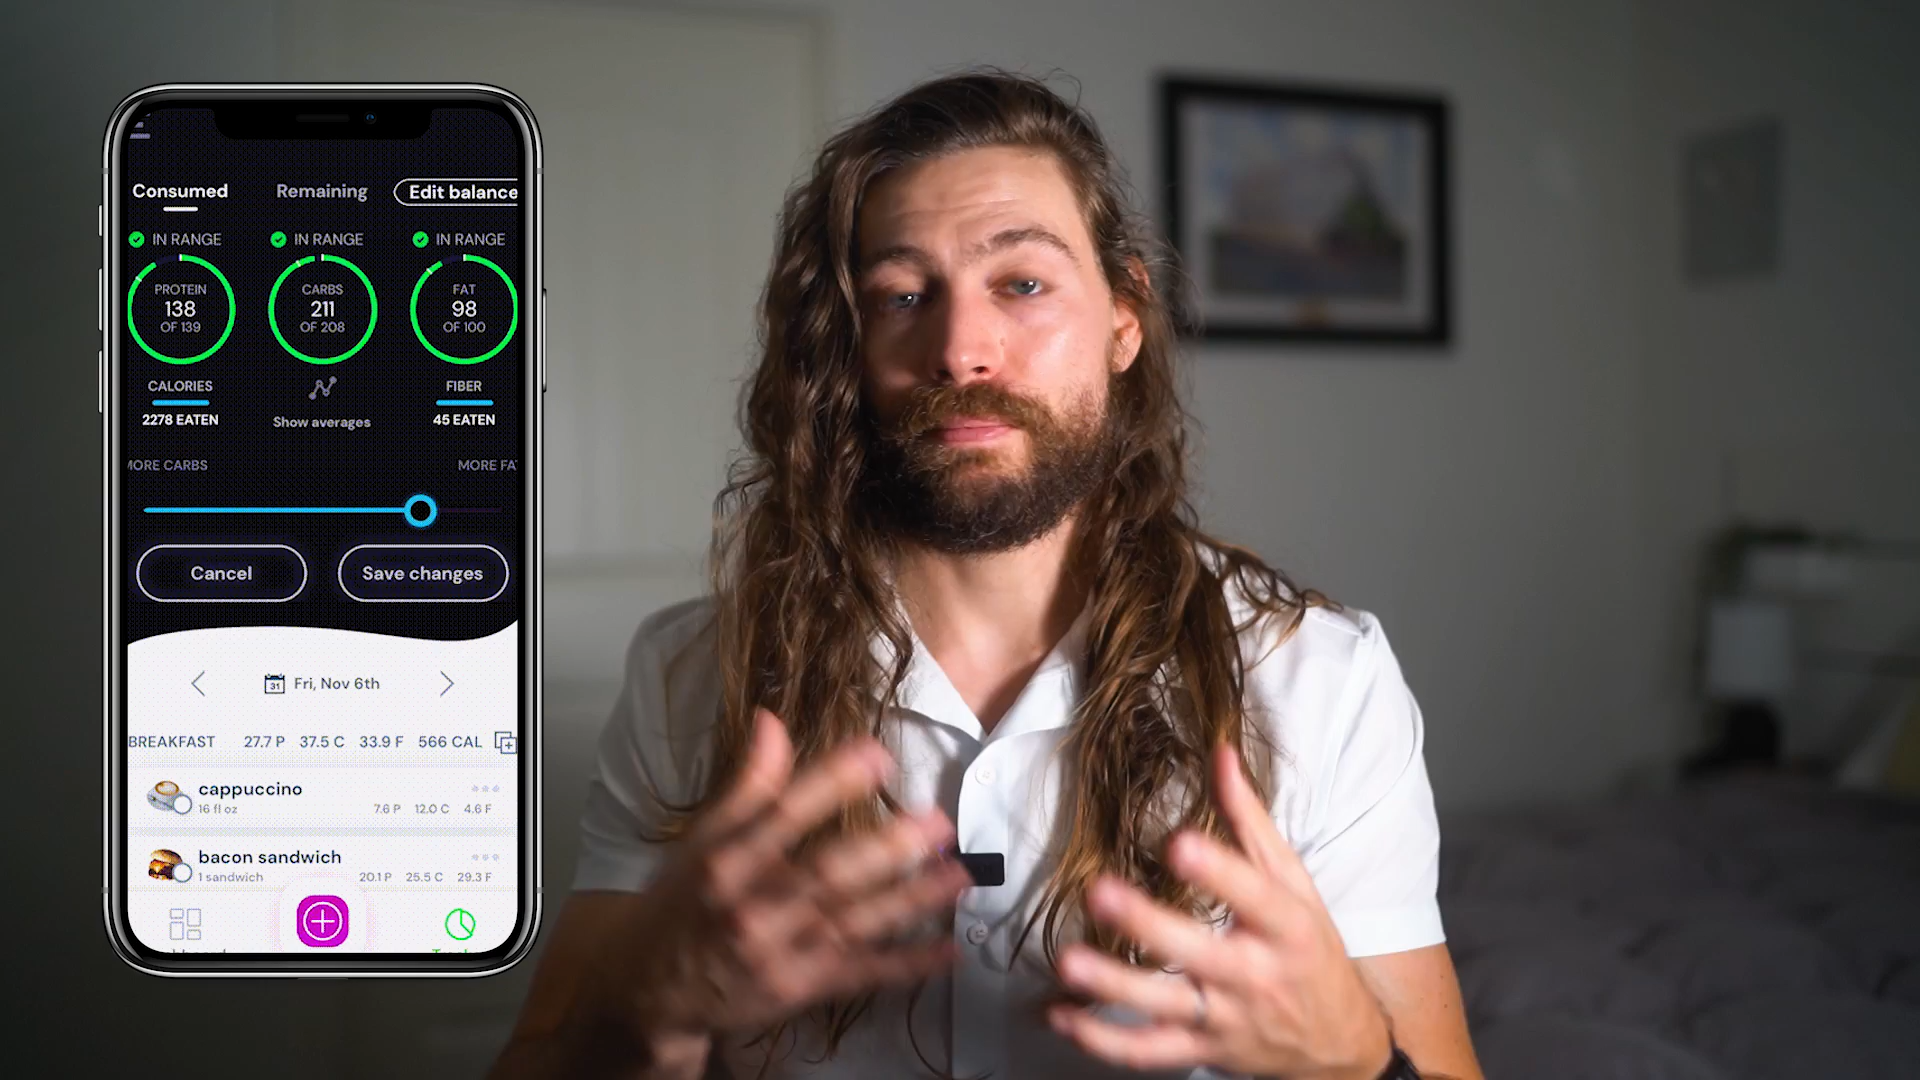 Consumed Remaining Edit balance
IN RANGE IN RANGE IN RANGE
PROTEIN CARBS FAT
138 211 98
OF 139 OF 208 OF 100
CALORIES FIBER
2278 EATEN Show averages 45 EATEN
MORE CARBS MORE FA
Cancel Save changes
31 Fri, Nov 6th
BREAKFAST 27.7 P 37.5 C 33.9 F 566 CAL
cappuccino
16 fl oz 7.6 P 12.0 C 4.6 F
bacon sandwich
1 sandwich 20.1 P 25.5 C 29.3 F